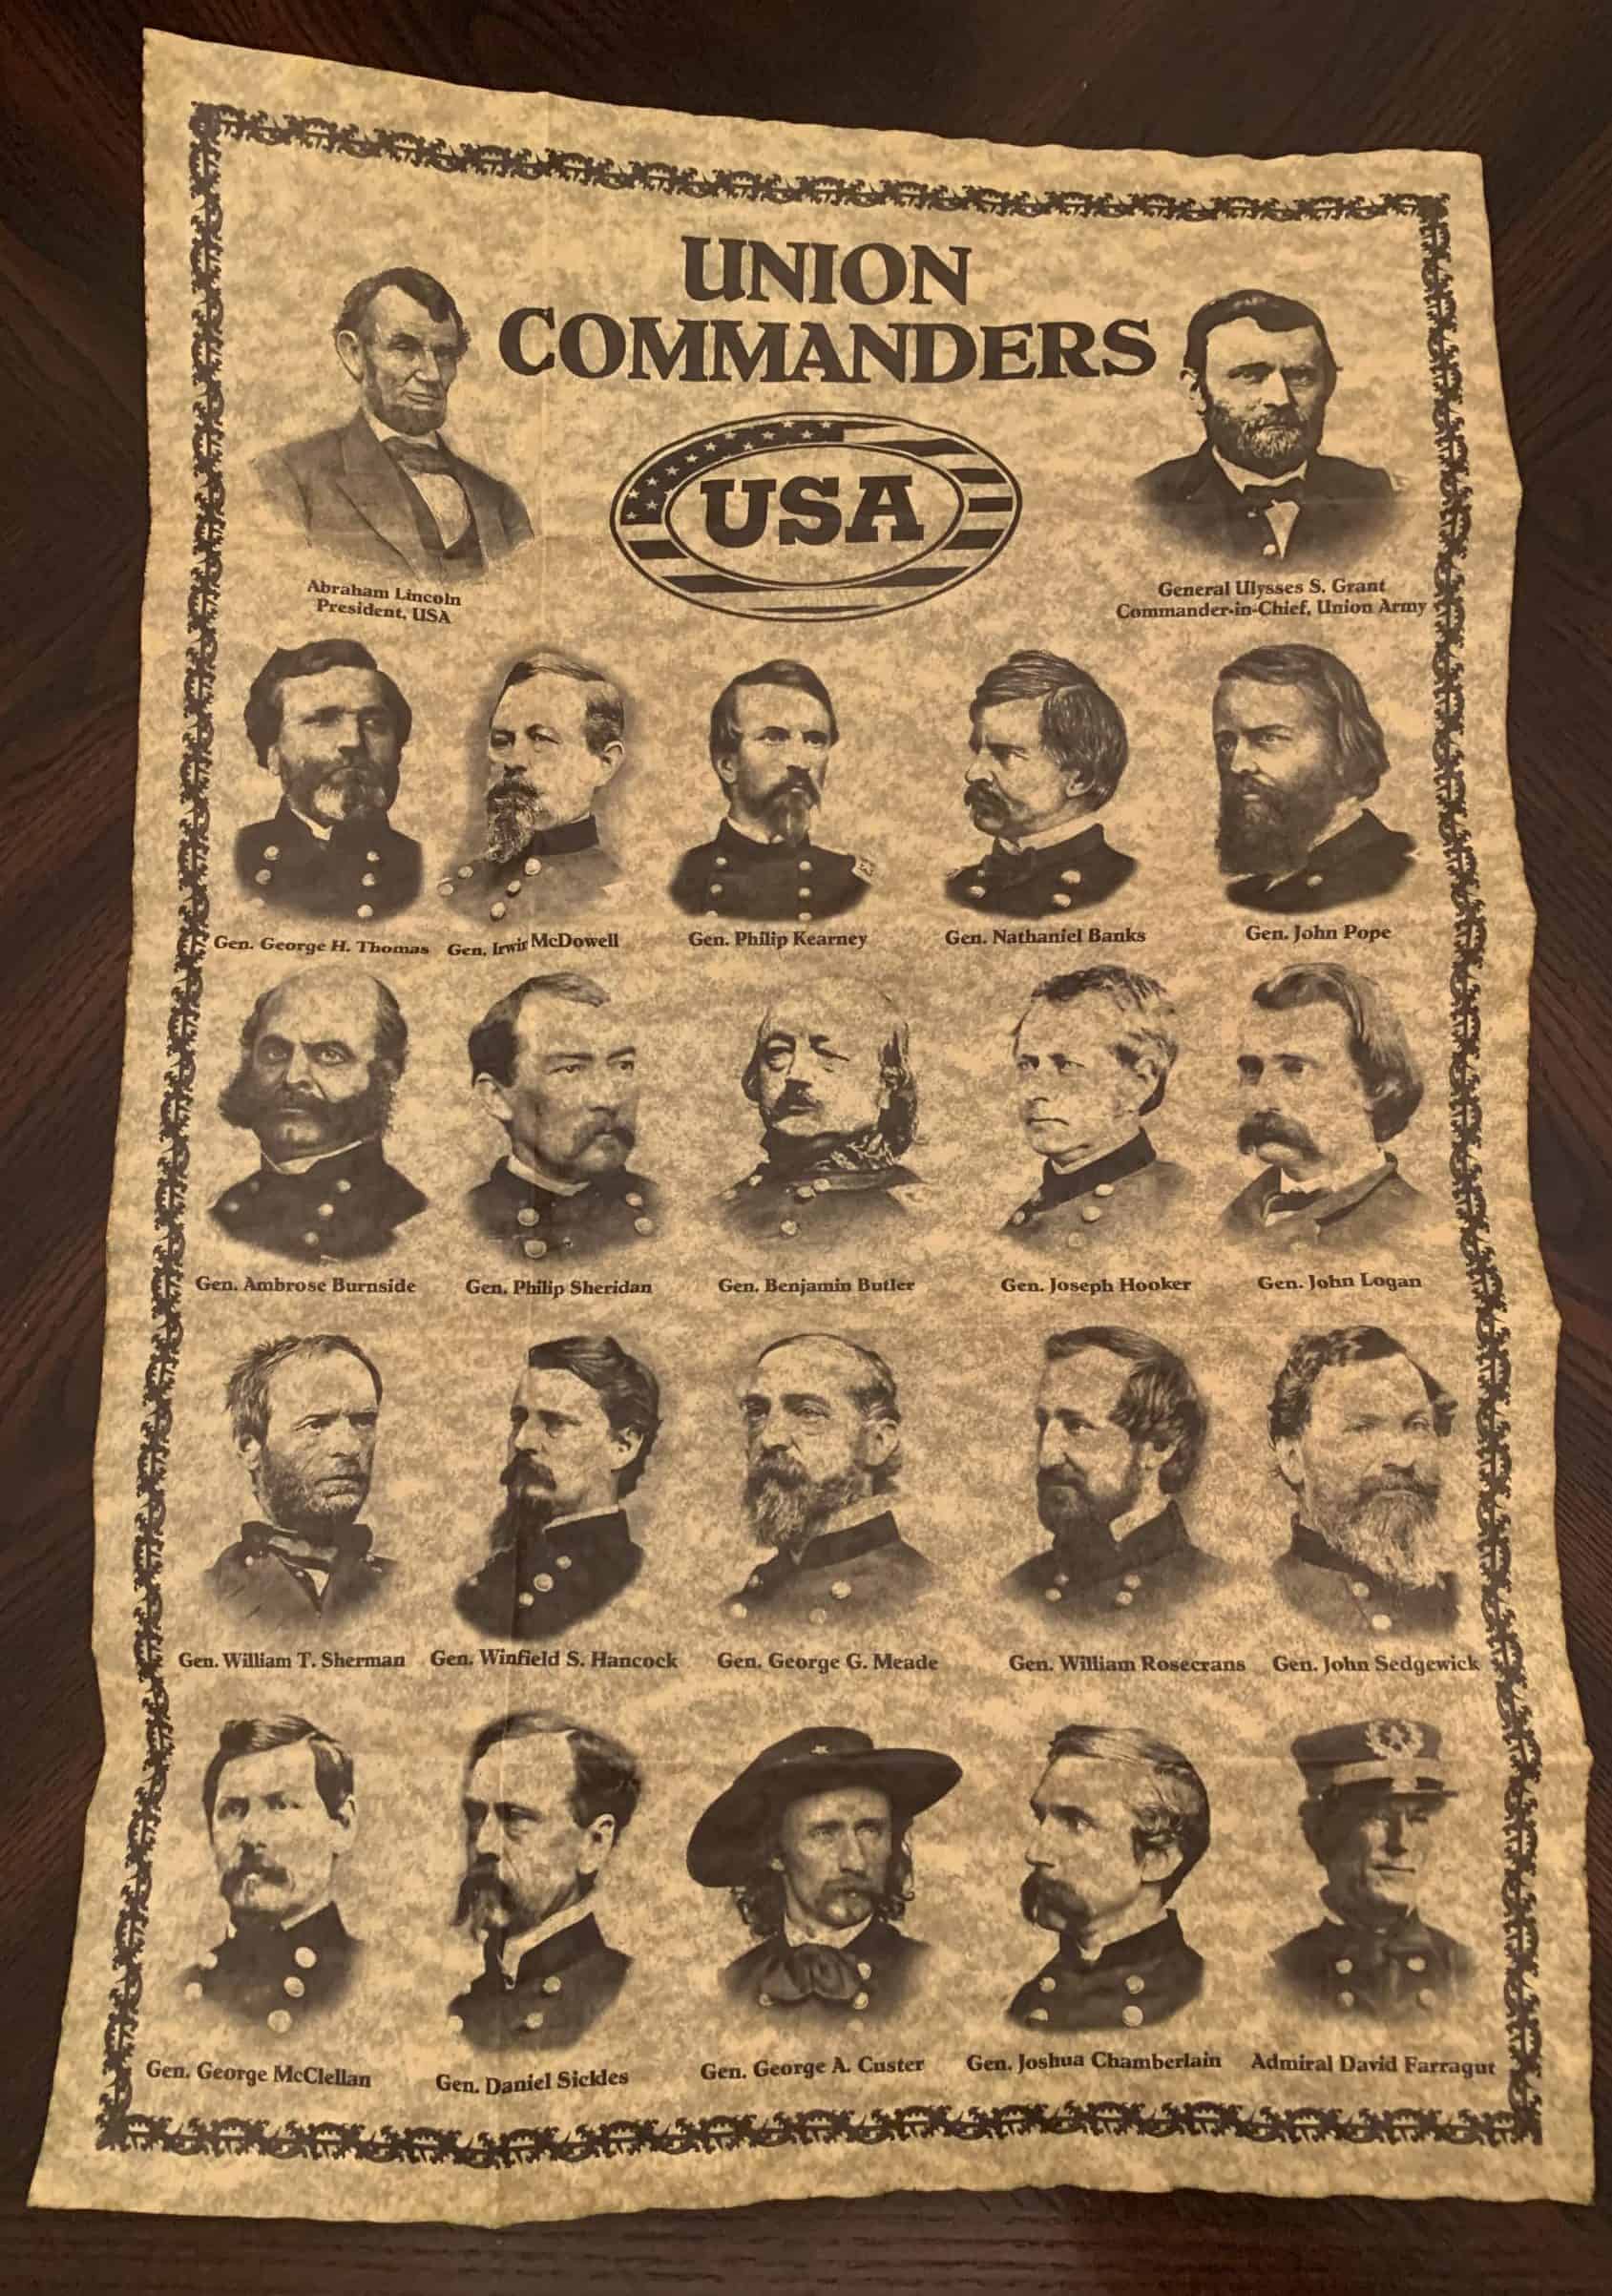 UNION
COMMANDERS
USA
Abraham Lincoln
President, USA
General Ulysses S. Grant
Commander-in-Chief, Union Army
Gen. George H. Thomas
Gen. Irwin McDowell
Gen. Philip Kearney
Gen. Nathaniel Banks
Gen. John Pope
Gen. Ambrose Burnside
Gen. Philip Sheridan
Gen. Benjamin Butler
Gen. Joseph Hooker
Gen. John Logan
Gen. William T. Sherman
Gen. Winfield S. Hancock
Gen. George G. Meade
Gen. William Rosecrans
Gen. John Sedgewick
Gen. George McClellan
Gen. Daniel Sickles
Gen. George A. Custer
Gen. Joshua Chamberlain
Admiral David Farragut